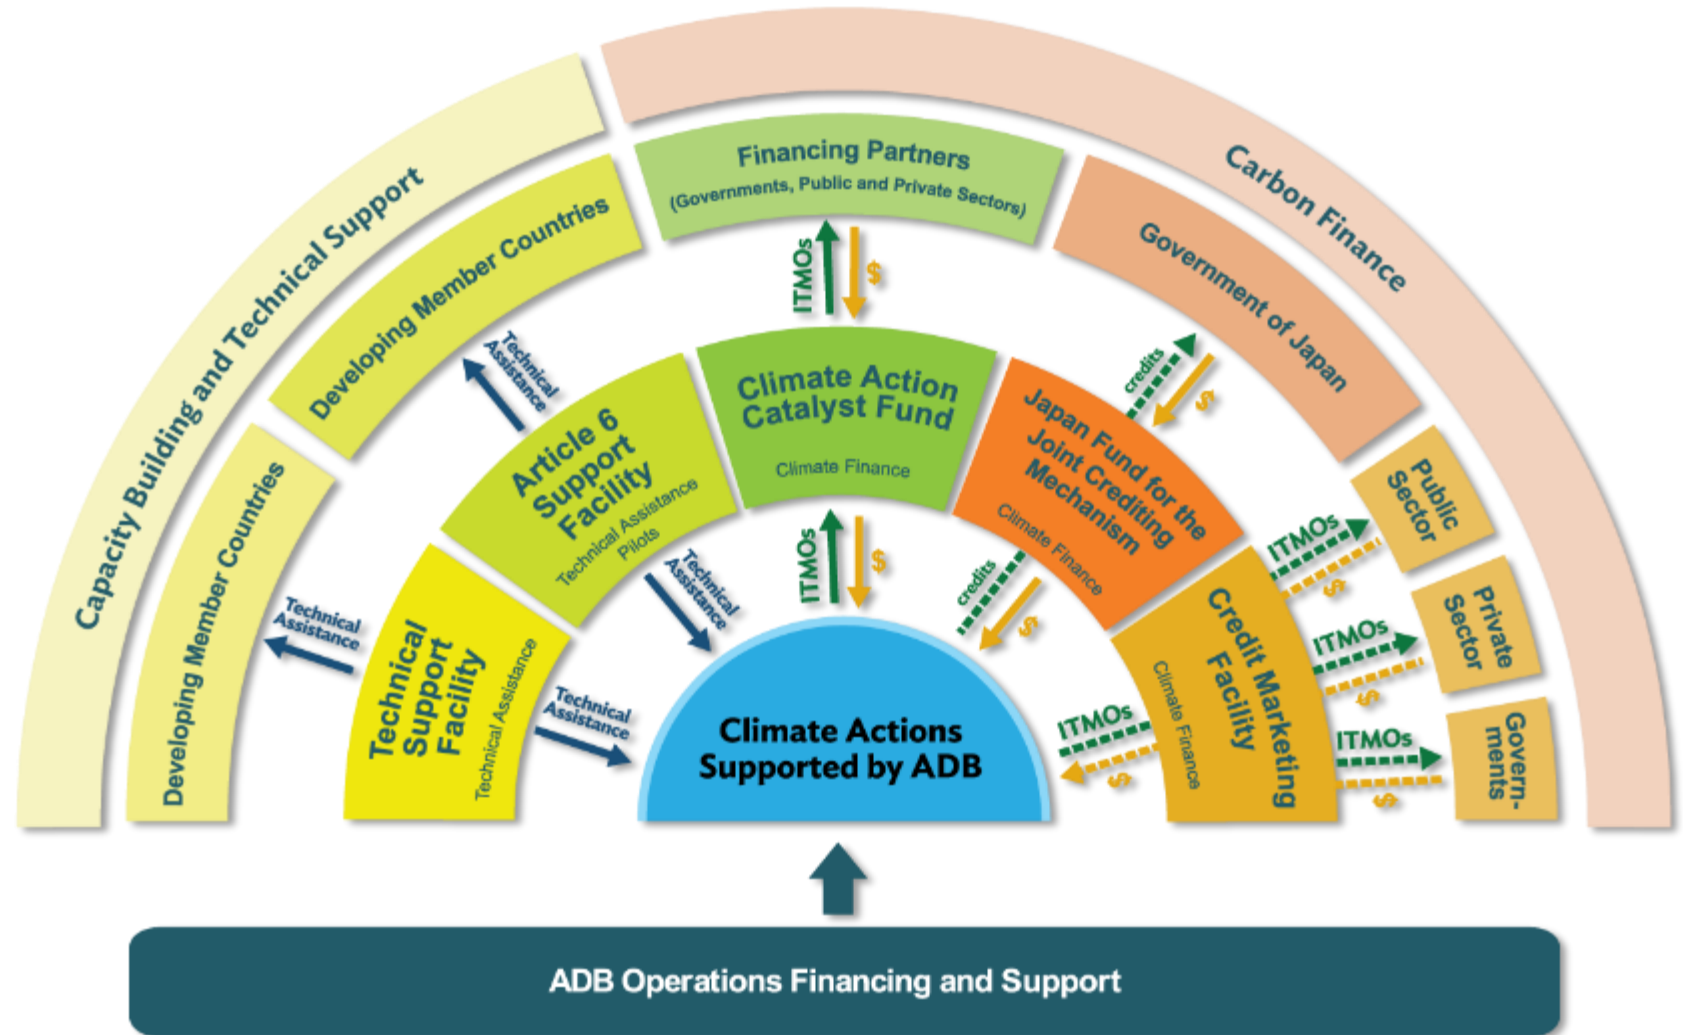 Capacity Building and Technical Support
Carbon Finance
Developing Member Countries
Developing Member Countries
Financing Partners
(Governments, Public and Private Sectors)
Government of Japan
Public
Sector
Private
Sector
Govern-
ments
Technical
Assistance
Technical
Assistance
ITMOs
$
credits
$
ITMOs
$
ITMOs
$
ITMOs
$
Technical
Support
Facility
Technical Assistance
Article 6
Support
Facility
Technical Assistance
Pilots
Climate Action
Catalyst Fund
Climate Finance
Japan Fund for the
Joint Crediting
Mechanism
Climate Finance
Credit Marketing
Facility
Climate Finance
Technical
Assistance
Technical
Assistance
ITMOs
$
credits
$
ITMOs
$
Climate Actions
Supported by ADB
ADB Operations Financing and Support